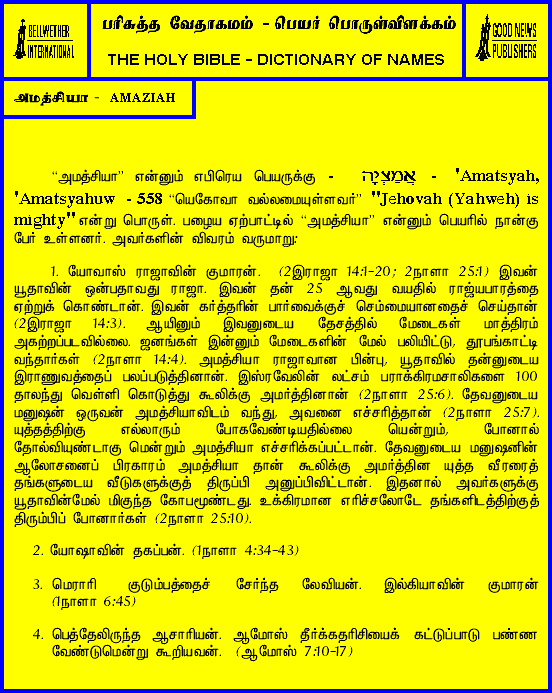 BELLWETHER
INTERNATIONAL
பரிசுத்த வேதாகமம் - பெயர் பொருள்விளக்கம்
THE HOLY BIBLE - DICTIONARY OF NAMES
GOOD NEWS
PUBLISHERS
அமத்சியா - AMAZIAH
“அமத்சியா” என்னும் எபிரெய பெயருக்கு - אֲמַצְיָה - 'Amatsyah,
'Amatsyahuw - 558 “யெகோவா வல்லமையுள்ளவர்” "Jehovah (Yahweh) is
mighty" என்று பொருள். பழைய ஏற்பாட்டில் “அமத்சியா” என்னும் பெயரில் நான்கு
பேர் உள்ளனர். அவர்களின் விவரம் வருமாறு:
1. யோவாஸ் ராஜாவின் குமாரன். (2இராஜா 14:1-20; 2நாளா 25:1) இவன்
யூதாவின் ஒன்பதாவது ராஜா. இவன் தன் 25 ஆவது வயதில் ராஜ்யபாரத்தை
ஏற்றுக் கொண்டான். இவன் கர்த்தரின் பார்வைக்குச் செம்மையானதைச் செய்தான்
(2இராஜா 14:3). ஆயினும் இவனுடைய தேசத்தில் மேடைகள் மாத்திரம்
அகற்றப்படவில்லை. ஜனங்கள் இன்னும் மேடைகளின் மேல் பலியிட்டு, தூபங்காட்டி
வந்தார்கள் (2நாளா 14:4). அமத்சியா ராஜாவான பின்பு, யூதாவில் தன்னுடைய
இராணுவத்தைப் பலப்படுத்தினான். இஸ்ரவேலின் லட்சம் பராக்கிரமசாலிகளை 100
தாலந்து வெள்ளி கொடுத்து கூலிக்கு அமர்த்தினான் (2நாளா 25:6). தேவனுடைய
மனுஷன் ஒருவன் அமத்சியாவிடம் வந்து, அவனை எச்சரித்தான் (2நாளா 25:7).
யுத்தத்திற்கு எல்லாரும் போகவேண்டியதில்லை யென்றும், போனால்
தோல்வியுண்டாகு மென்றும் அமத்சியா எச்சரிக்கப்பட்டான். தேவனுடைய மனுஷனின்
ஆலோசனைப் பிரகாரம் அமத்சியா தான் கூலிக்கு அமர்த்தின யுத்த வீரரைத்
தங்களுடைய வீடுகளுக்குத் திருப்பி அனுப்பிவிட்டான். இதனால் அவர்களுக்கு
யூதாவின்மேல் மிகுந்த கோபமூண்டது. உக்கிரமான எரிச்சலோடே தங்களிடத்திற்குத்
திரும்பிப் போனார்கள் (2நாளா 25:10).
2. யோஷாவின் தகப்பன். (1நாளா 4:34-43)
3. மெராரி குடும்பத்தைச் சேர்ந்த லேவியன். இல்கியாவின் குமாரன்
(1நாளா 6:45)
4. பெத்தேலிருந்த ஆசாரியன். ஆமோஸ் தீர்க்கதரிசியைக் கட்டுப்பாடு பண்ண
வேண்டுமென்று கூறியவன். (ஆமோஸ் 7:10-17)